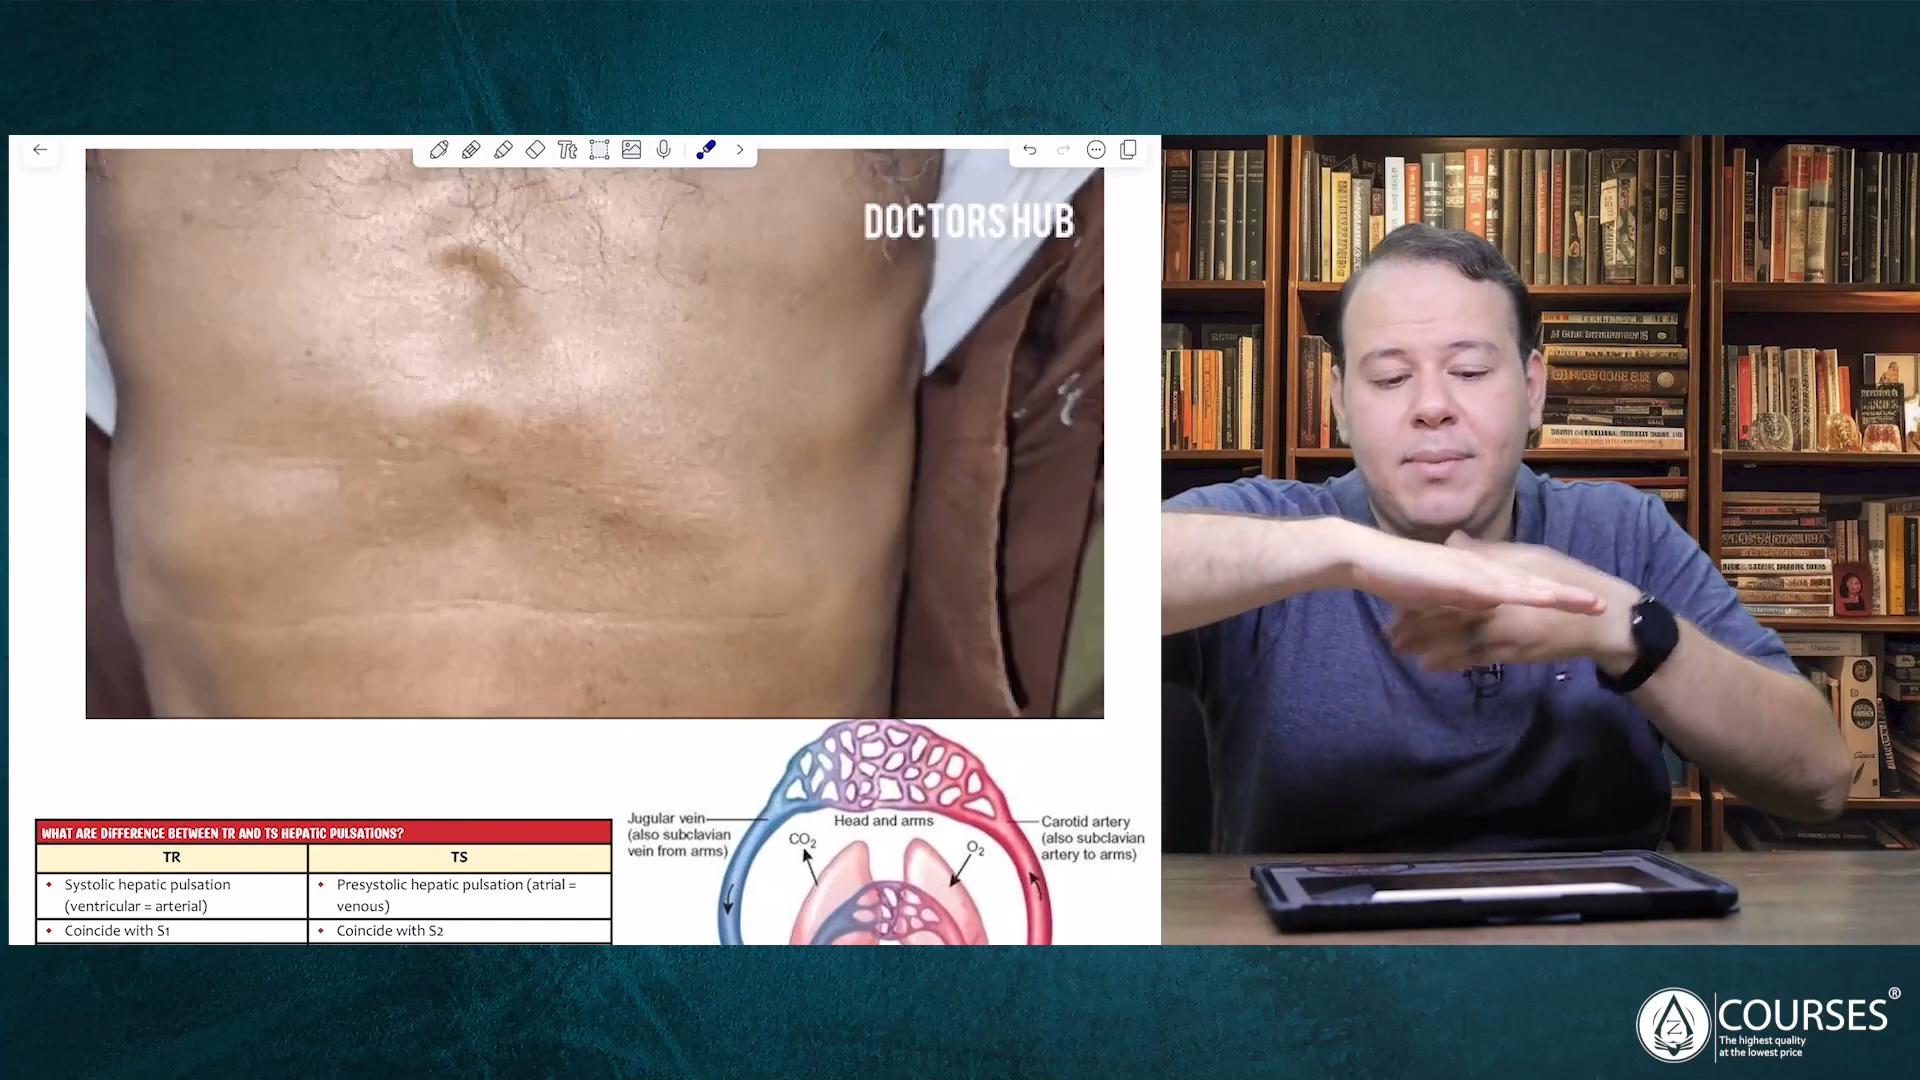 Tt
DOCTORS HUB
Jugular vein
(also subclavian
vein from arms)
CO2
Head and arms
O2
Carotid artery
(also subclavian
artery to arms)
WHAT ARE DIFFERENCE BETWEEN TR AND TS HEPATIC PULSATIONS?
TR
TS
Systolic hepatic pulsation
(ventricular = arterial)
Presystolic hepatic pulsation (atrial =
venous)
Coincide with S1
Coincide with S2
Z
COURSES®
The highest quality
at the lowest price